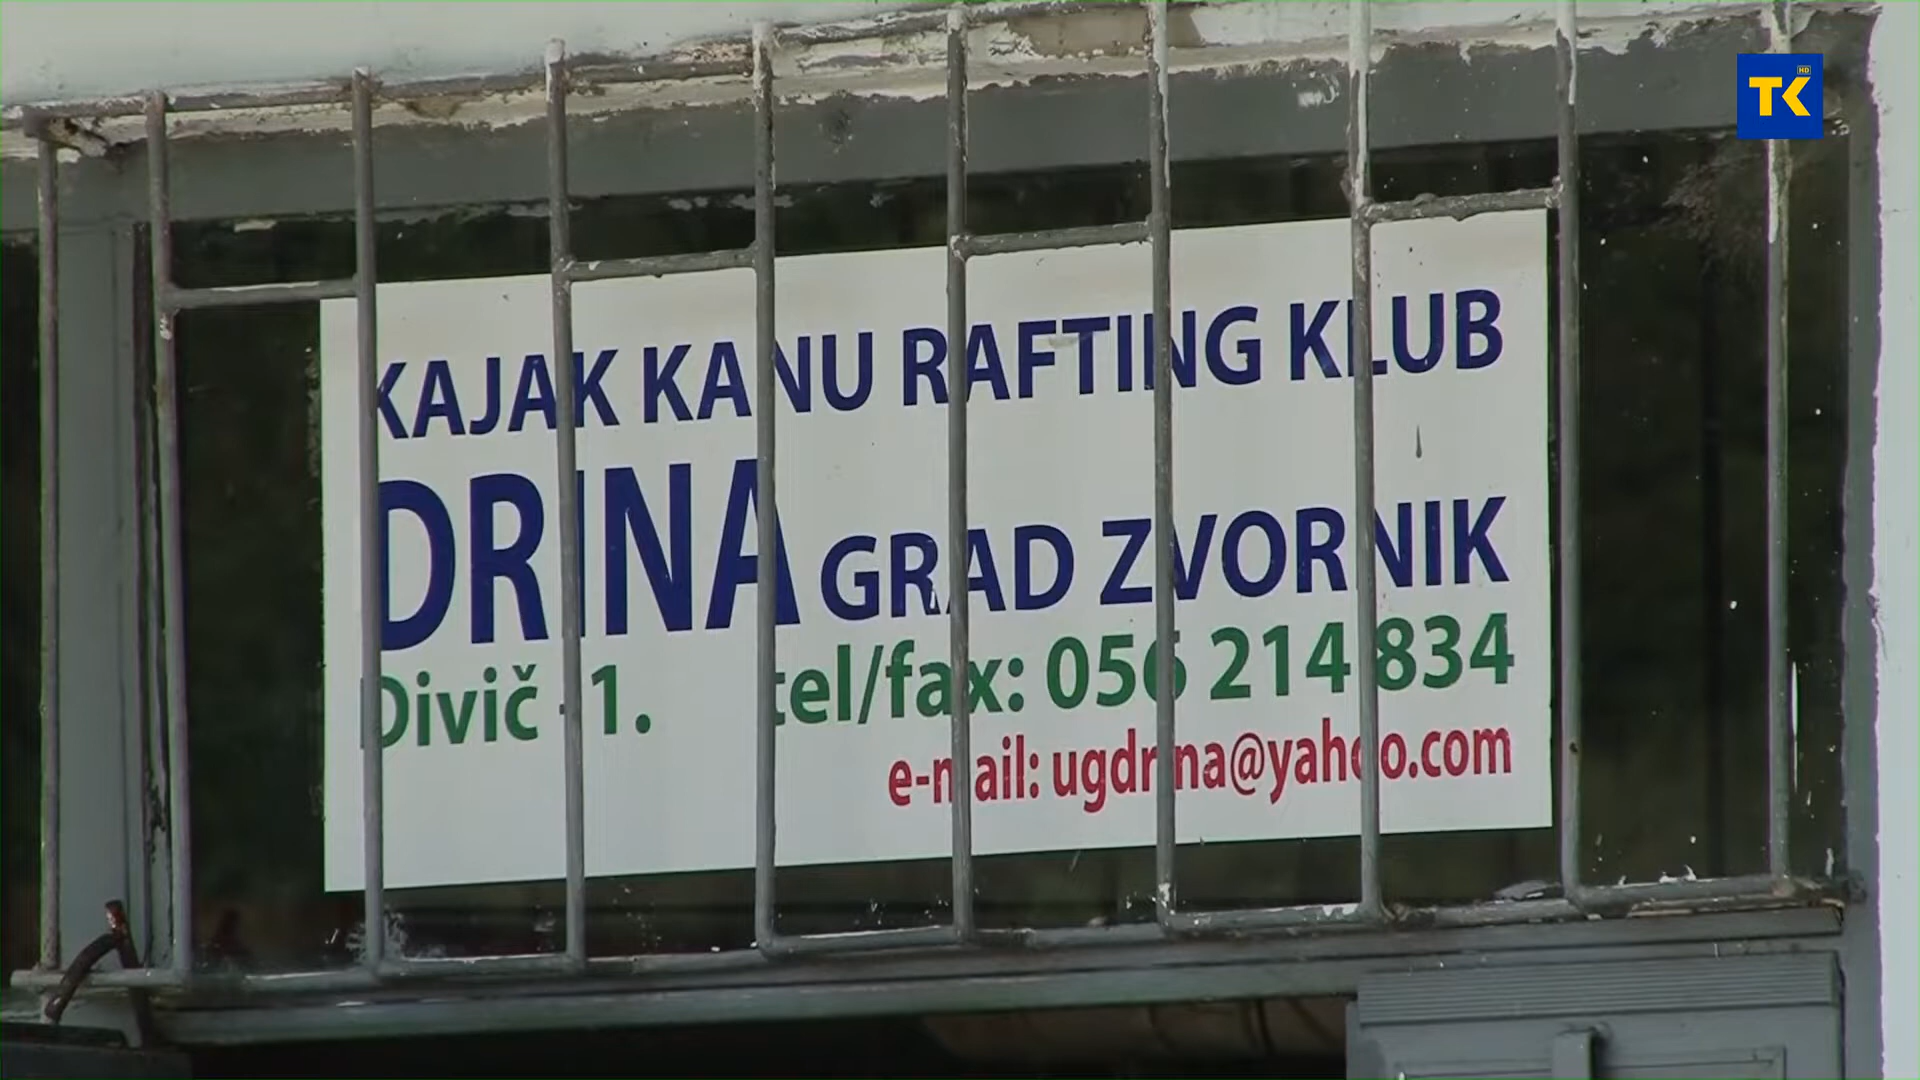 TK HD
KAJAK KANU RAFTING KLUB
DRINA GRAD ZVORNIK
Divič -1. tel/fax: 056 214 834
e-mail: ugdrina@yahoo.com